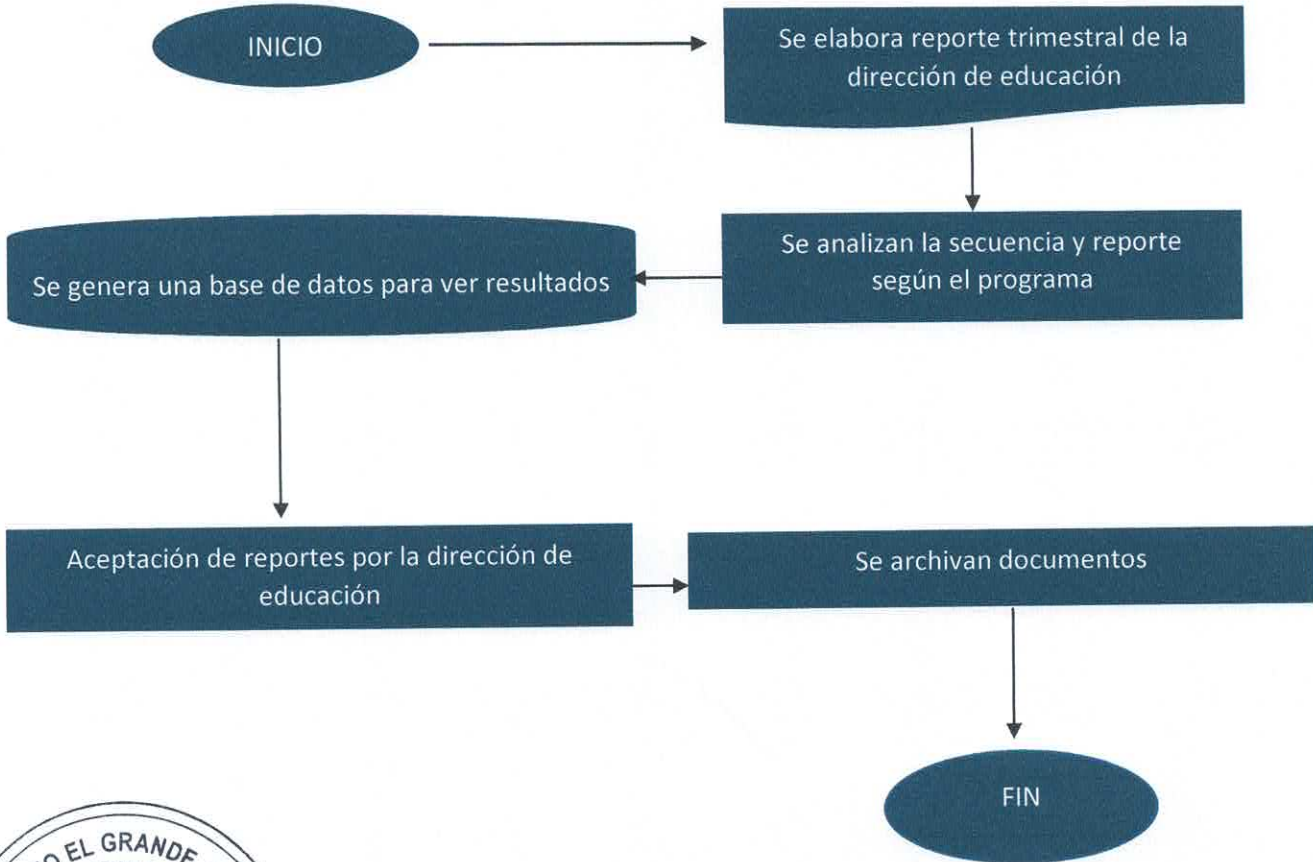 INICIO
Se elabora reporte trimestral de la
dirección de educación
Se analizan la secuencia y reporte
según el programa
Se genera una base de datos para ver resultados
Aceptación de reportes por la dirección de
educación
Se archivan documentos
FIN
EL GRANDE